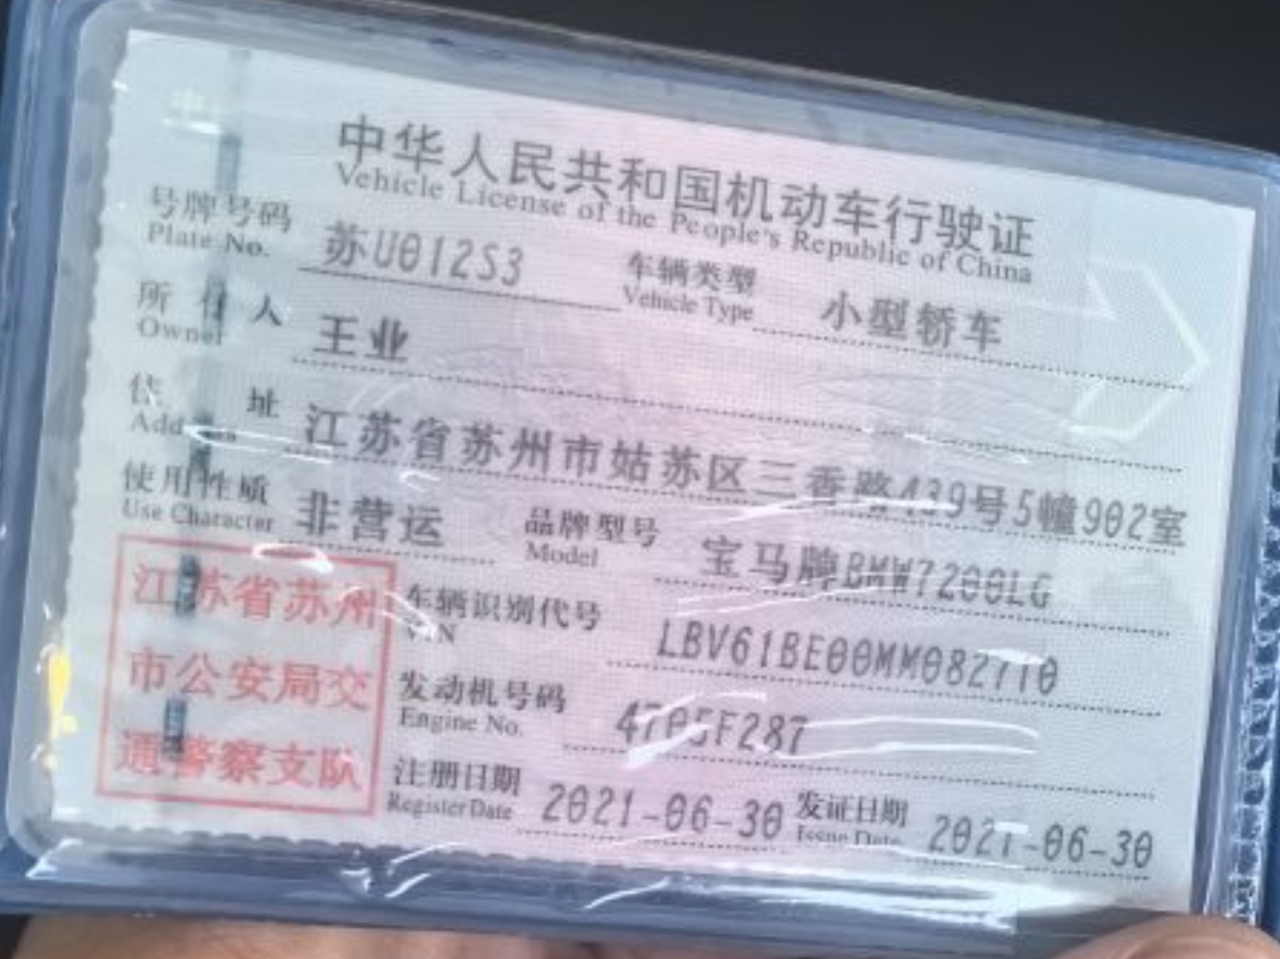 中华人民共和国机动车行驶证
Vehicle License of the People's Republic of China
号牌号码 苏U012S3 车辆类型 小型轿车
Plate No. Vehicle Type
所有人 王业
Owner
住址 江苏省苏州市姑苏区三香路439号5幢902室
Address
使用性质 非营运 品牌型号 宝马牌BMW7200LG
Use Character Model
江苏省苏州
市公安局交
通警察支队
车辆识别代号 LBV61BE00MM082710
VIN
发动机号码 4705F287
Engine No.
注册日期 2021-06-30 发证日期 2021-06-30
Register Date Issue Date